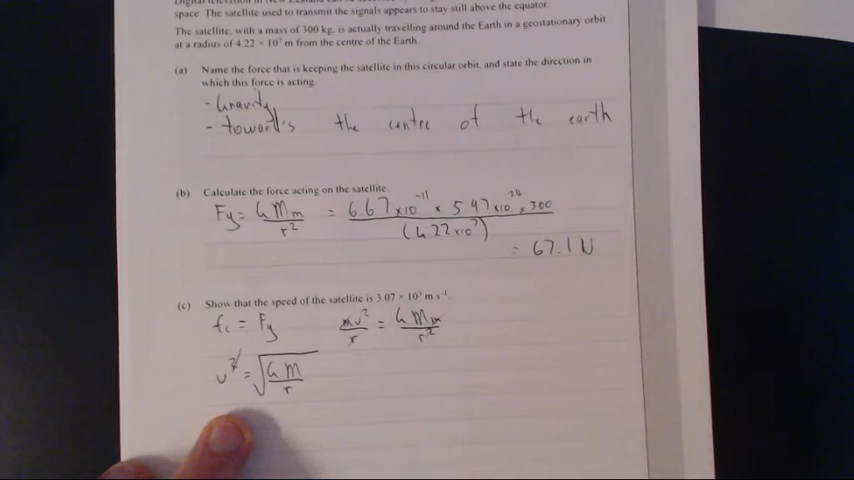 space. The satellite used to transmit the signals appears to stay still above the equator.
The satellite, with a mass of 300 kg, is actually travelling around the Earth in a geostationary orbit
at a radius of 4.22 × 10⁷ m from the centre of the Earth.
(a) Name the force that is keeping the satellite in this circular orbit, and state the direction in
which this force is acting.
- Gravity
- toward's the centre of the earth
(b) Calculate the force acting on the satellite.
Fg = GMm/r² = 6.67×10⁻¹¹ × 5.97×10²⁴ × 300 / (4.22×10⁷)
= 67.1 N
(c) Show that the speed of the satellite is 3.07 × 10³ m s⁻¹.
fc = Fg mv²/r = GMm/r²
v² = √GM/r